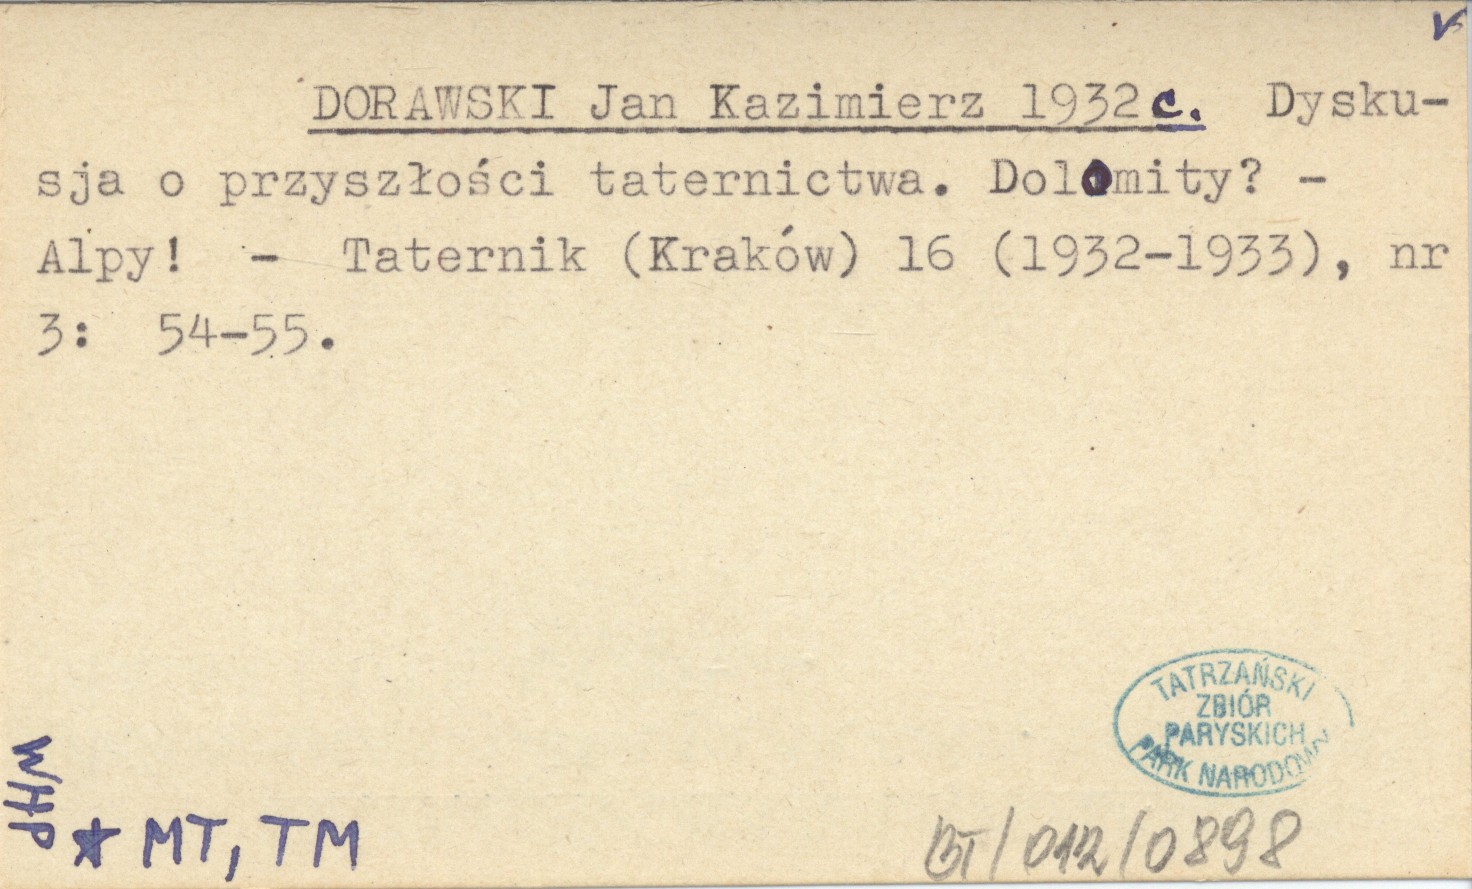 DORAWSKI Jan Kazimierz 1932c. Dysku-
sja o przyszłości taternictwa. Dolomity? -
Alpy! - Taternik (Kraków) 16 (1932-1933), nr
3: 54-55.
TATRZAŃSKI
ZBIÓR
PARYSKICH
PARK NARODOWY
WHP
* MT, TM
BT/012/0898